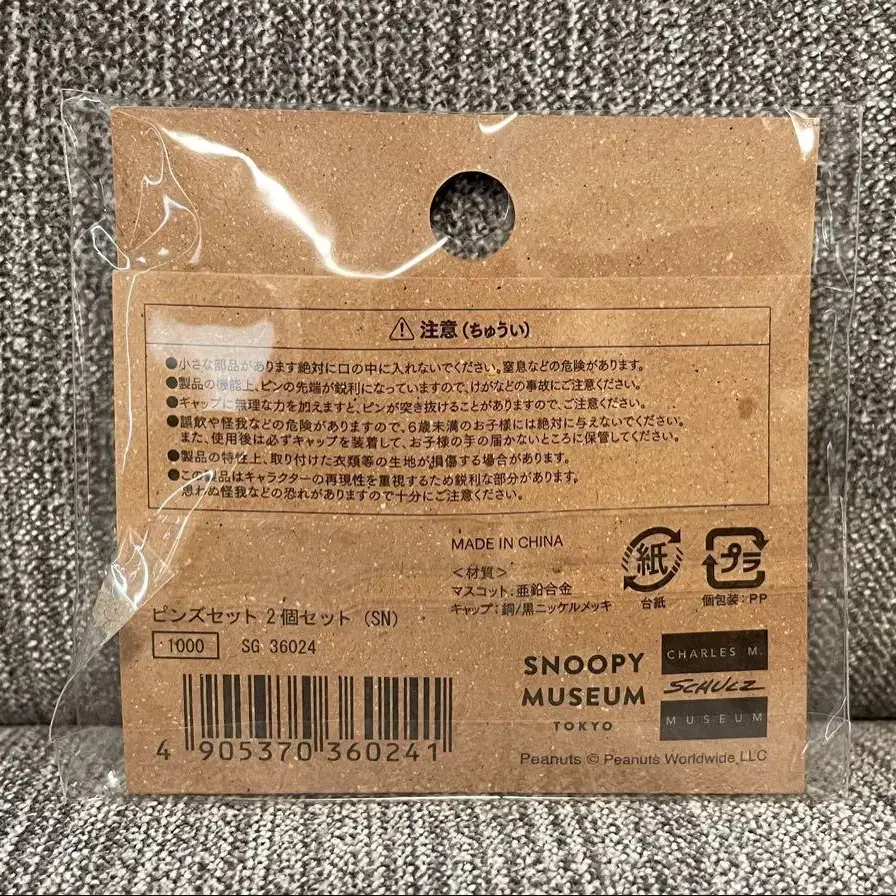 ⚠ 注意(ちゅうい)
●小さな部品があります絶対に口の中に入れないでください。窒息などの危険があります。
●製品の機能上、ピンの先端が鋭利になっていますので、けがなどの事故にご注意ください。
●キャップに無理な力を加えますと、ピンが突き抜けることがありますので、ご注意ください。
●誤飲や怪我などの危険がありますので、6歳未満のお子様には絶対に与えないでください。
また、使用後は必ずキャップを装着して、お子様の手の届かないところに保管してください。
●製品の特性上、取り付けた衣類等の生地が損傷する場合があります。
●この製品はキャラクターの再現性を重視するため鋭利な部分があります。
思わぬ怪我などの恐れがありますので十分にご注意ください。
MADE IN CHINA
<材質>
マスコット:亜鉛合金
キャップ:銅/黒ニッケルメッキ
紙
台紙
プラ
個包装:PP
ピンズセット 2個セット (SN)
1000 SG 36024
4 905370 360241
SNOOPY
MUSEUM
TOKYO
CHARLES M.
SCHULZ
MUSEUM
Peanuts © Peanuts Worldwide LLC